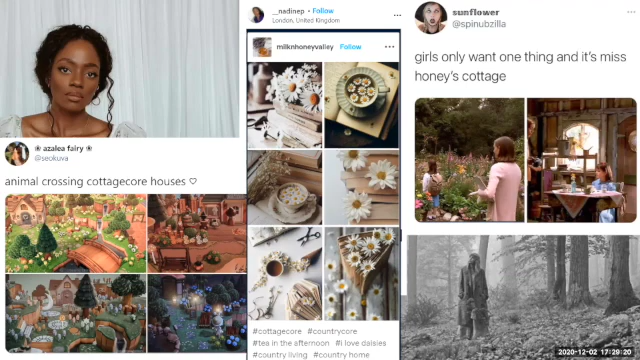 ❀ azalea fairy ❀
@seokuva
animal crossing cottagecore houses ♡
__nadinep • Follow
London, United Kingdom
milknhoneyvalley Follow
#cottagecore #countrycore
#tea in the afternoon #i love daisies
#country living #country home
sunflower
@spinubzilla
girls only want one thing and it's miss
honey's cottage
2020-12-02 17:29:20